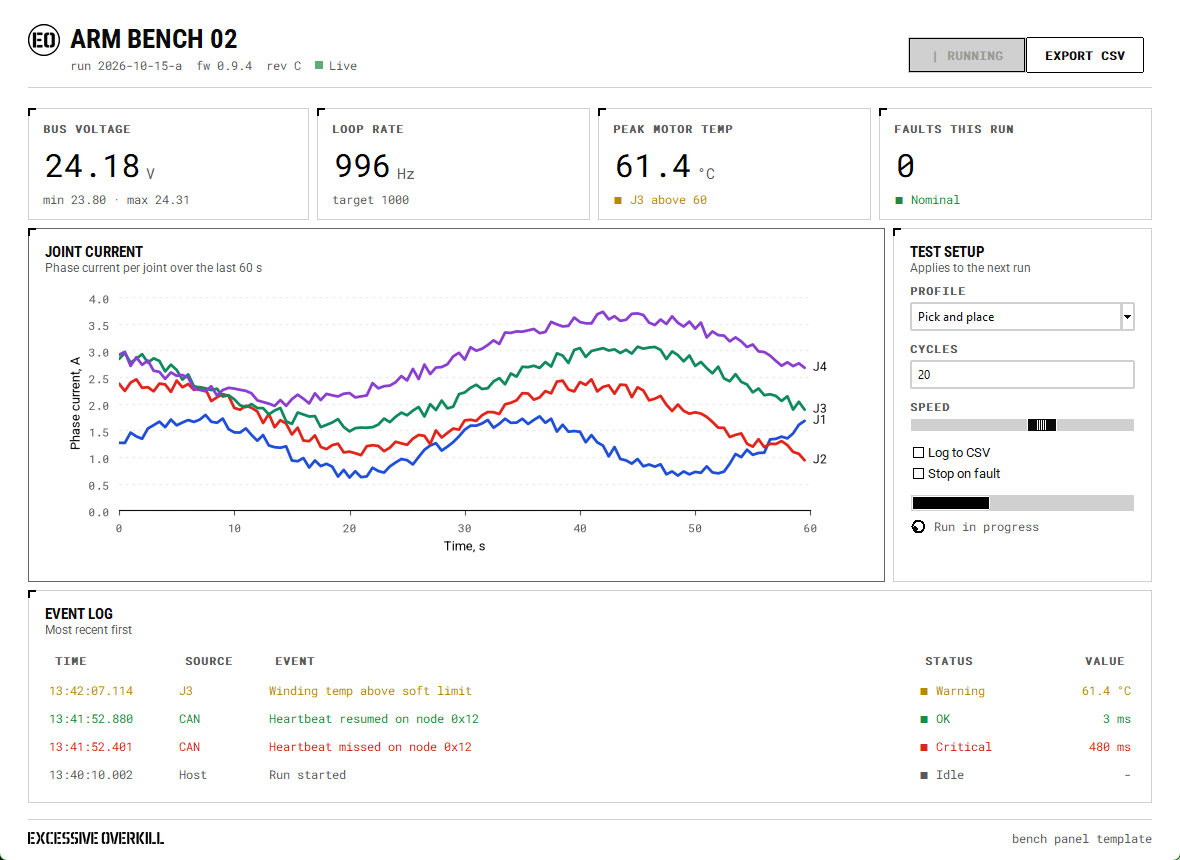 EO ARM BENCH 02
run 2026-10-15-a fw 0.9.4 rev C Live
| RUNNING EXPORT CSV
BUS VOLTAGE
24.18 V
min 23.80 · max 24.31
LOOP RATE
996 Hz
target 1000
PEAK MOTOR TEMP
61.4 °C
J3 above 60
FAULTS THIS RUN
0
Nominal
JOINT CURRENT
Phase current per joint over the last 60 s
Phase current, A
4.0
3.5
3.0
2.5
2.0
1.5
1.0
0.5
0.0
J4
J3
J1
J2
0 10 20 30 40 50 60
Time, s
TEST SETUP
Applies to the next run
PROFILE
Pick and place
CYCLES
20
SPEED
Log to CSV
Stop on fault
Run in progress
EVENT LOG
Most recent first
TIME SOURCE EVENT STATUS VALUE
13:42:07.114 J3 Winding temp above soft limit Warning 61.4 °C
13:41:52.880 CAN Heartbeat resumed on node 0x12 OK 3 ms
13:41:52.401 CAN Heartbeat missed on node 0x12 Critical 480 ms
13:40:10.002 Host Run started Idle –
EXCESSIVE OVERKILL bench panel template